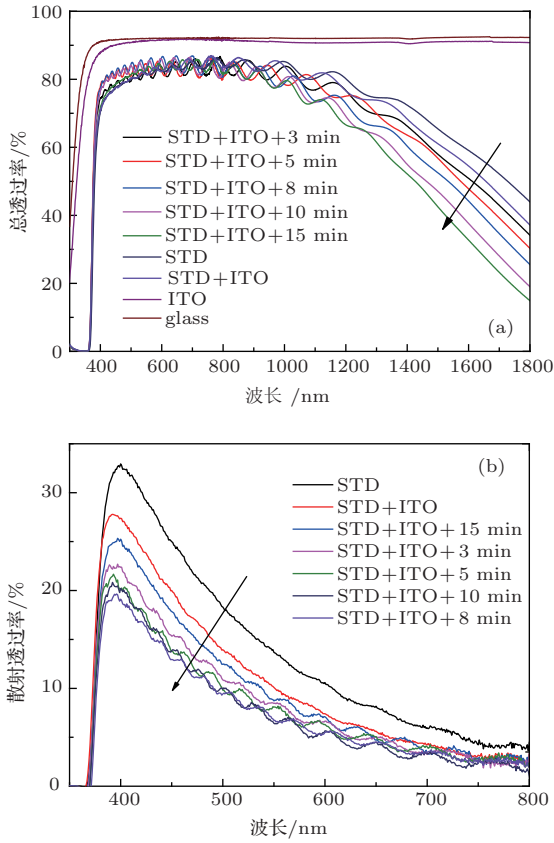 100
80
60
40
20
0
总透过率/%
STD+ITO+3 min
STD+ITO+5 min
STD+ITO+8 min
STD+ITO+10 min
STD+ITO+15 min
STD
STD+ITO
ITO
glass
(a)
400 600 800 1000 1200 1400 1600 1800
波长 /nm
(b)
30
20
10
0
散射透过率/%
STD
STD+ITO
STD+ITO+15 min
STD+ITO+3 min
STD+ITO+5 min
STD+ITO+10 min
STD+ITO+8 min
400 500 600 700 800
波长/nm